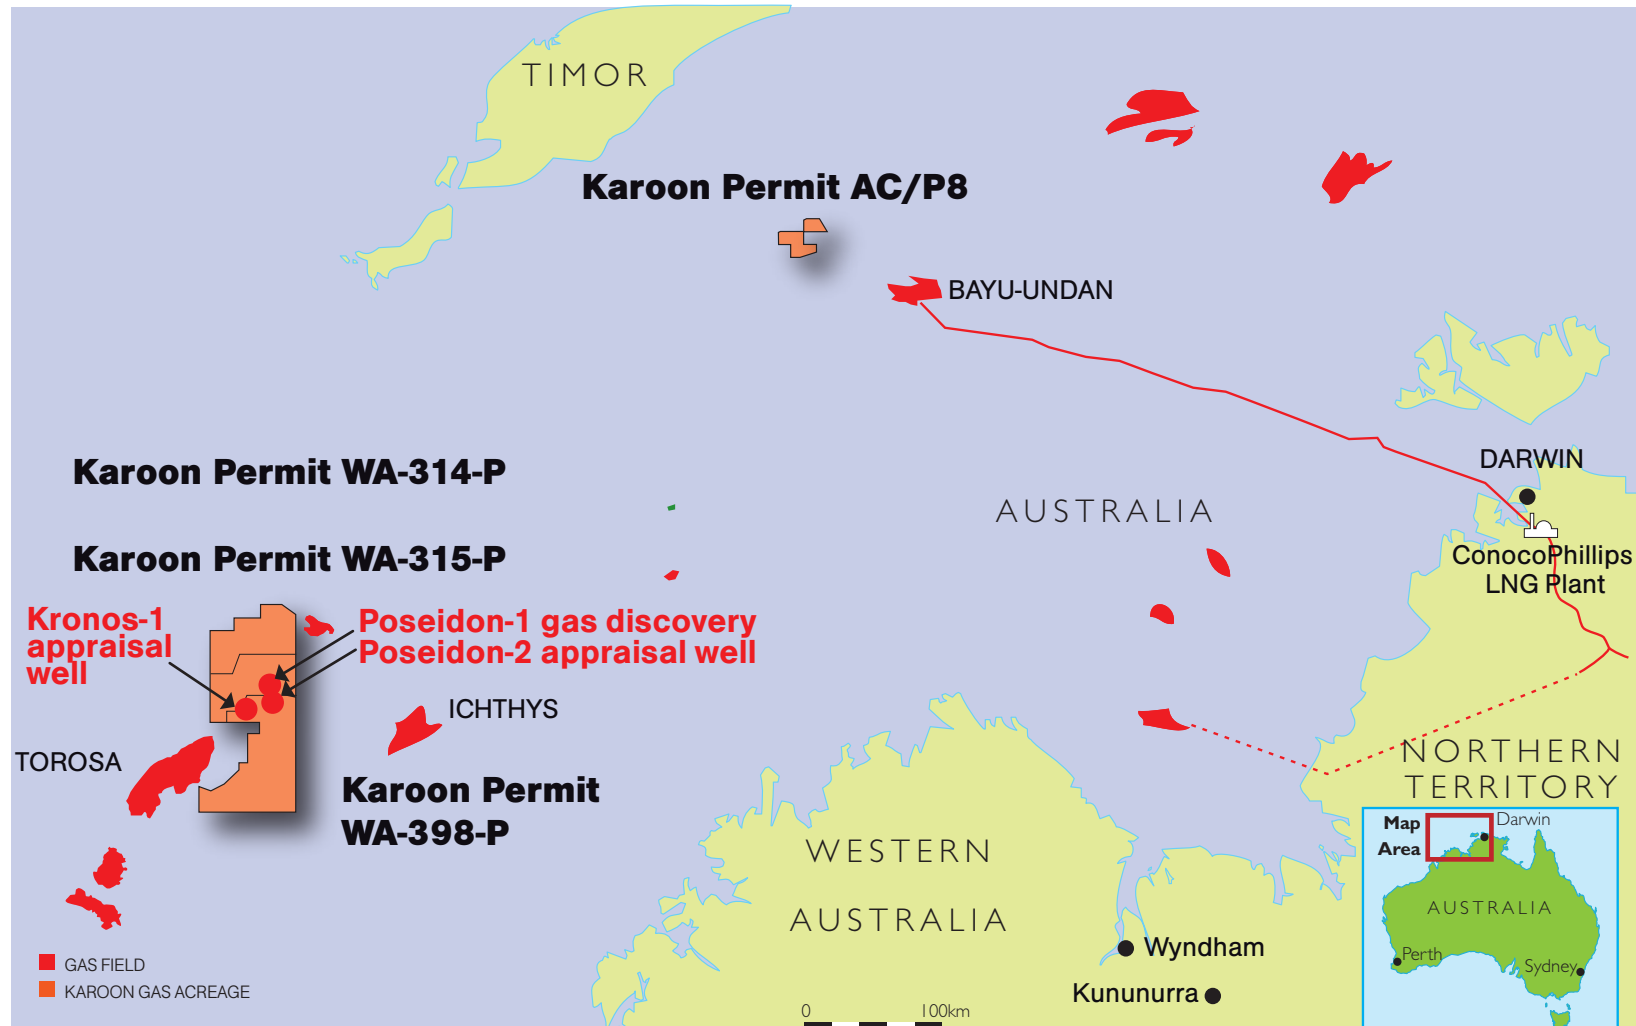 TIMOR
Karoon Permit AC/P8
BAYU-UNDAN
DARWIN
Karoon Permit WA-314-P
AUSTRALIA
Karoon Permit WA-315-P
ConocoPhillips
LNG Plant
Kronos-1
appraisal
well
Poseidon-1 gas discovery
Poseidon-2 appraisal well
ICHTHYS
TOROSA
Karoon Permit
WA-398-P
NORTHERN
TERRITORY
WESTERN
AUSTRALIA
Wyndham
Kununurra
Map
Area
Darwin
AUSTRALIA
Perth
Sydney
GAS FIELD
KAROON GAS ACREAGE
0 100km